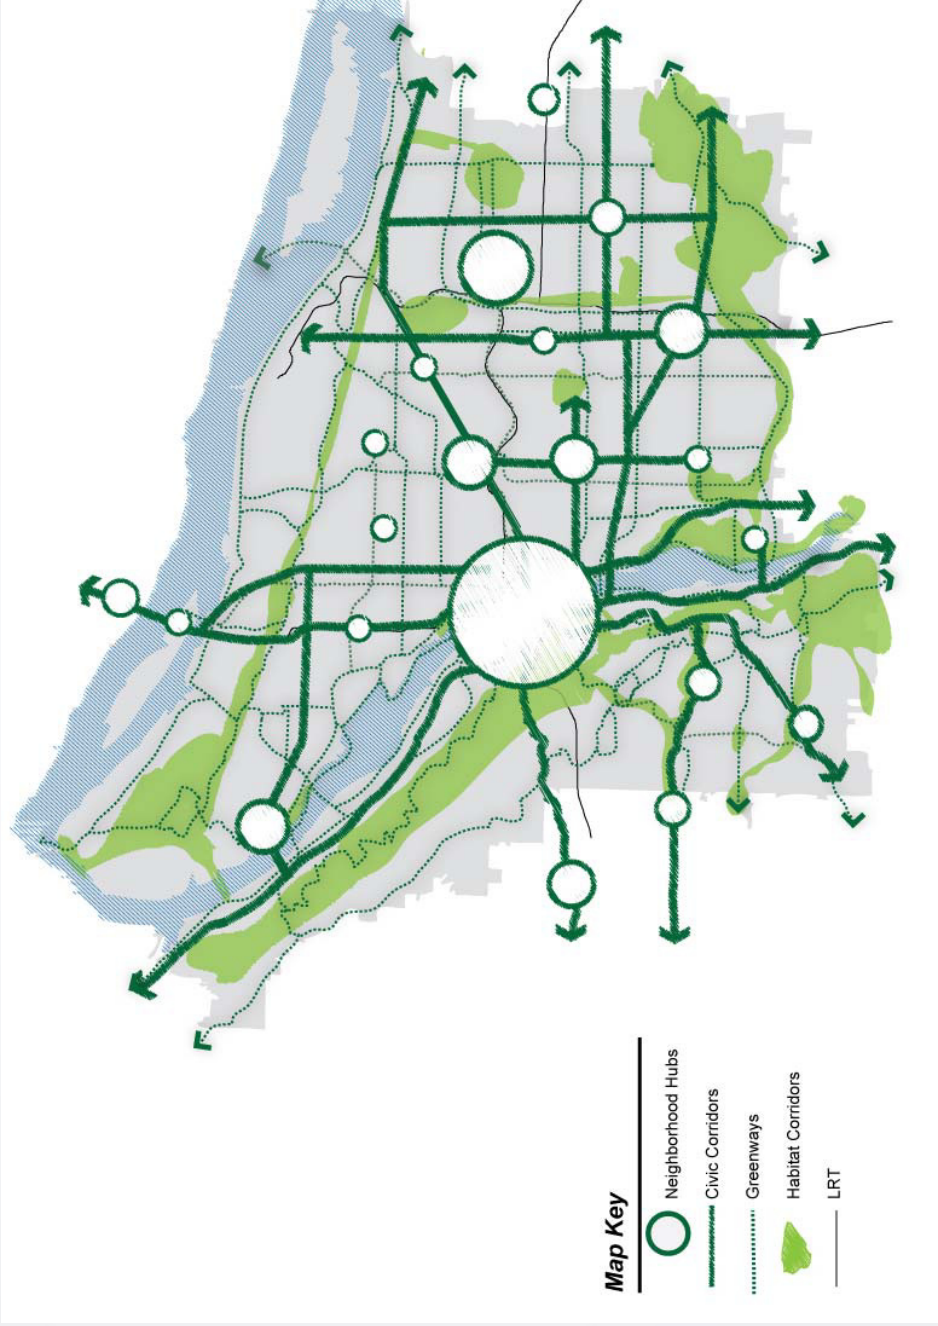 Map Key
Neighborhood Hubs
Civic Corridors
Greenways
Habitat Corridors
LRT